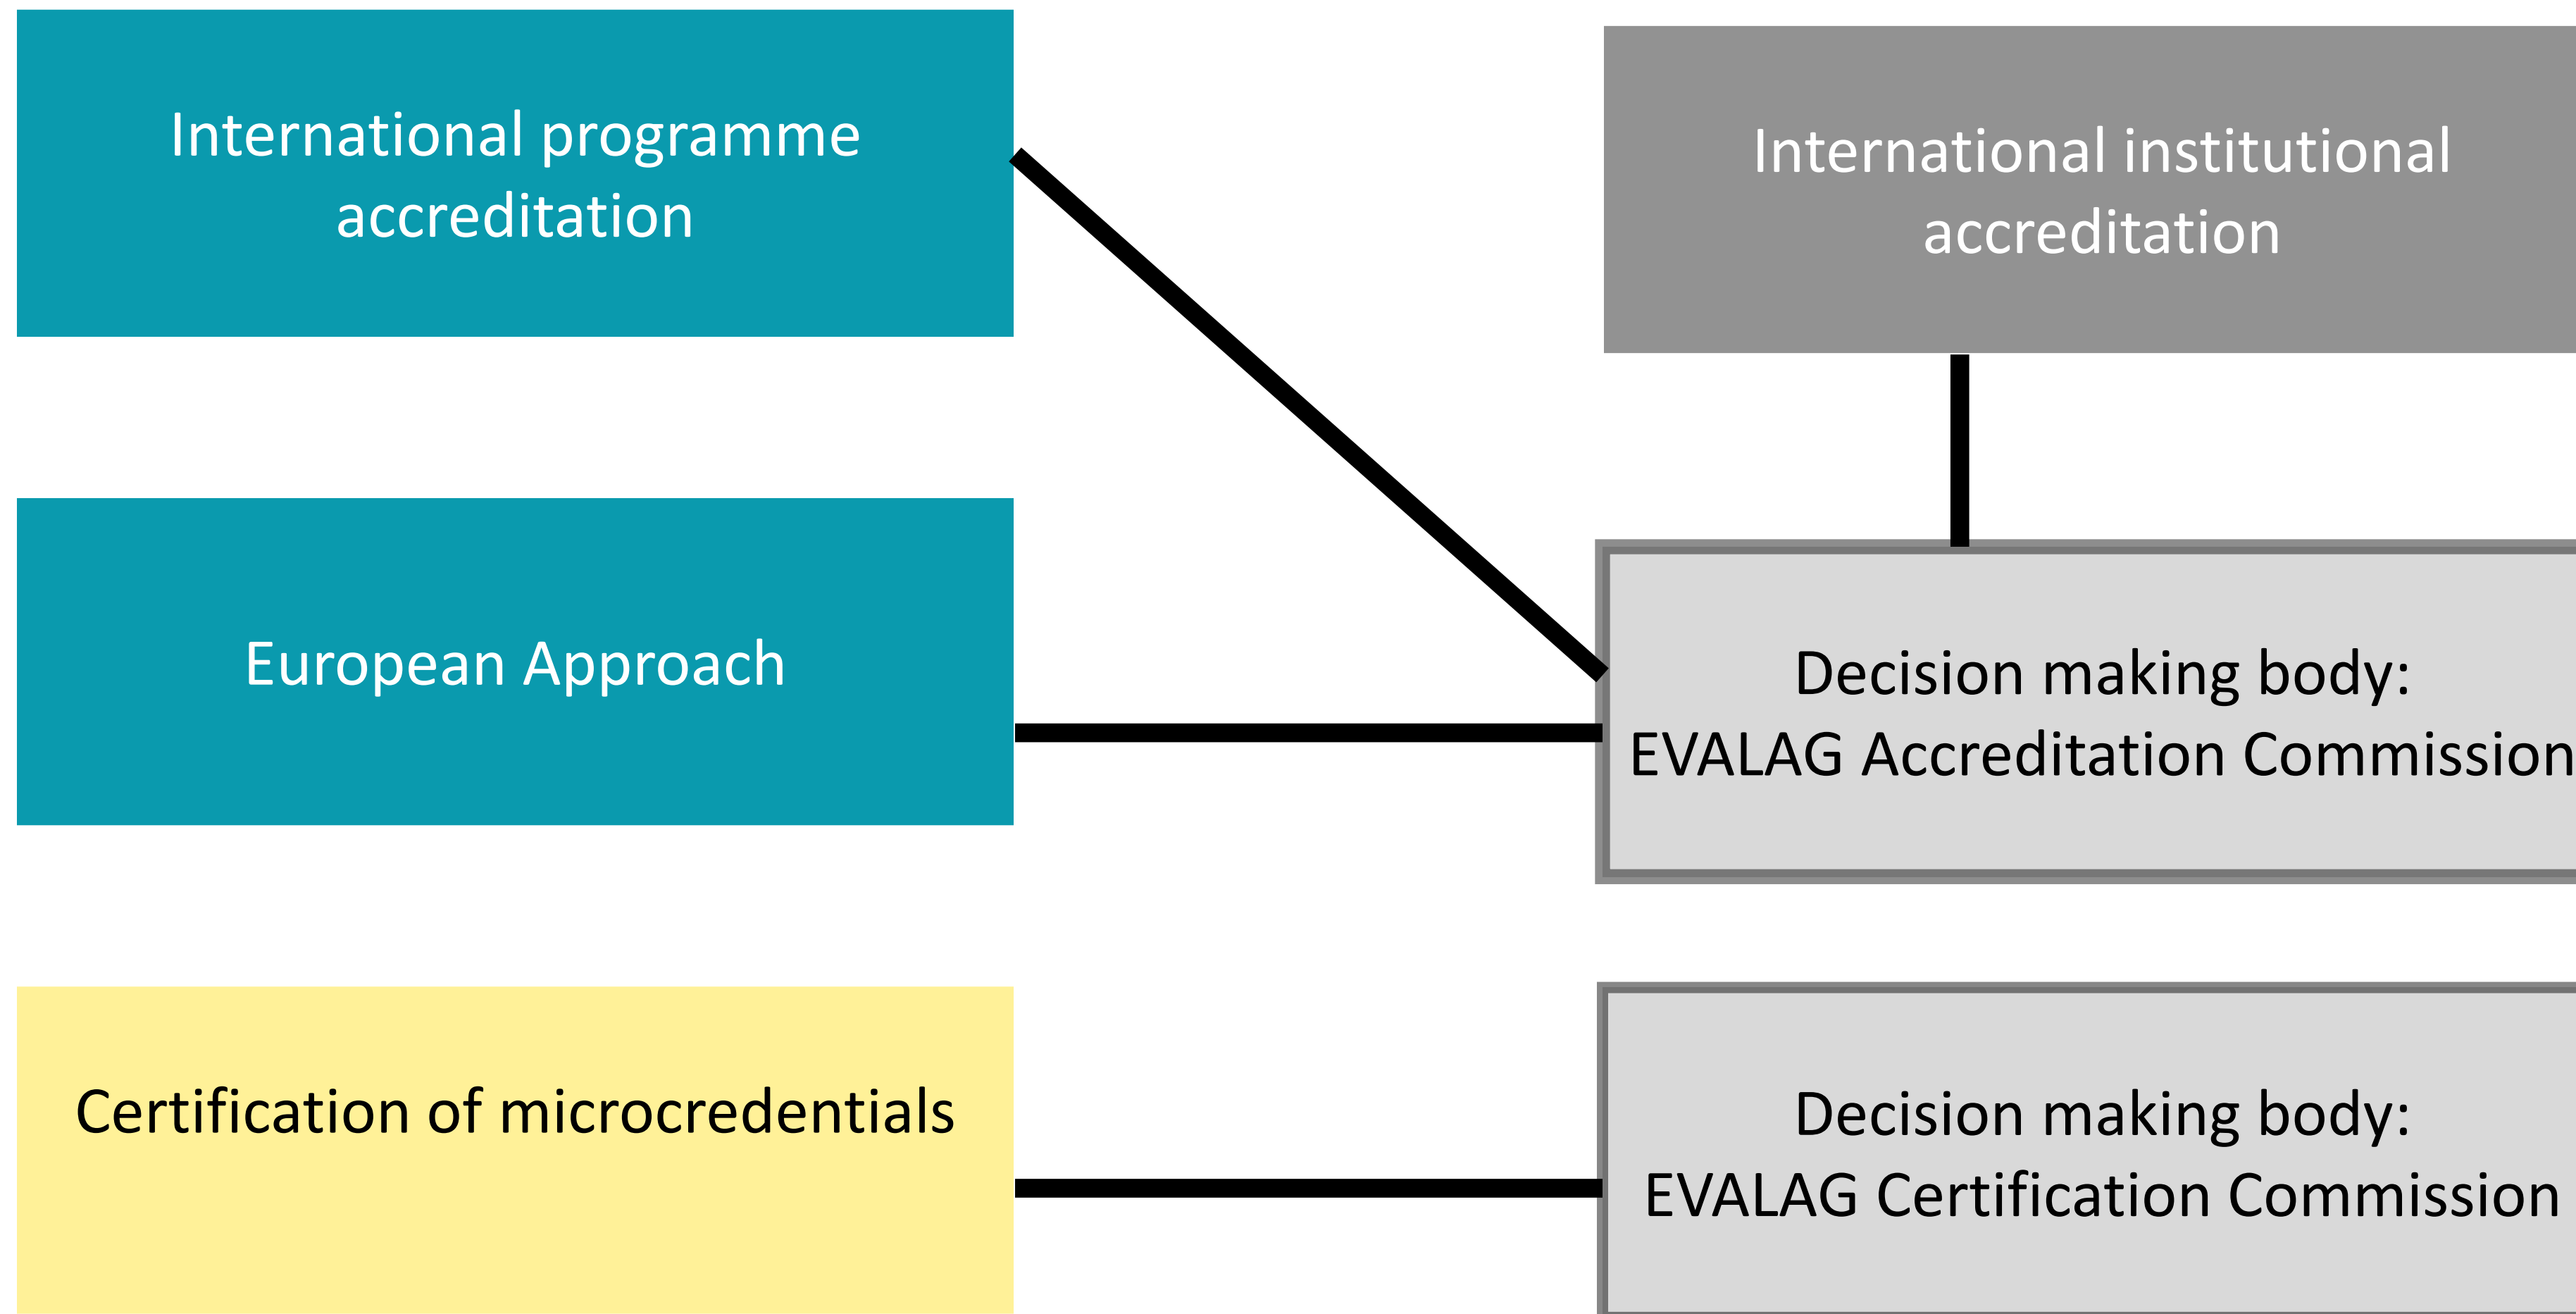 International programme
accreditation
International institutional
accreditation
European Approach
Decision making body:
EVALAG Accreditation Commission
Certification of microcredentials
Decision making body:
EVALAG Certification Commission